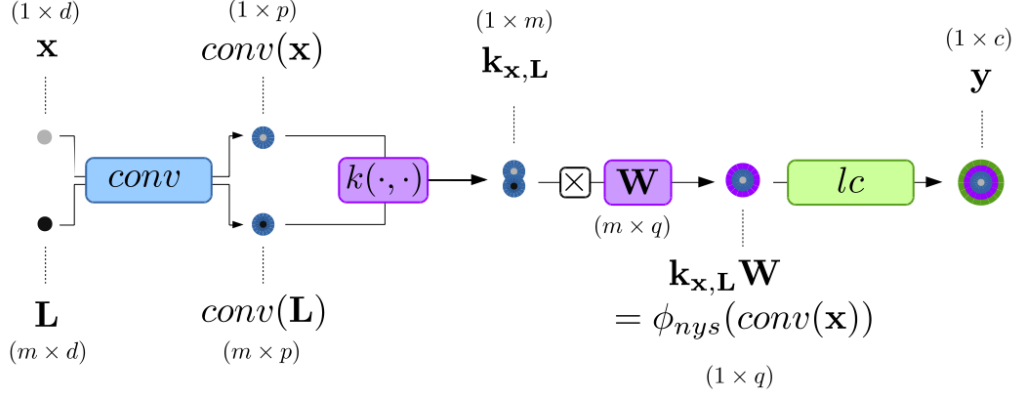 (1 × d)
x
(1 × p)
conv(x)
(1 × m)
k_{x,L}
(1 × c)
y
conv
k(·, ·)
×
W
lc
(m × q)
L
(m × d)
conv(L)
(m × p)
k_{x,L}W
= ϕ_{nys}(conv(x))
(1 × q)